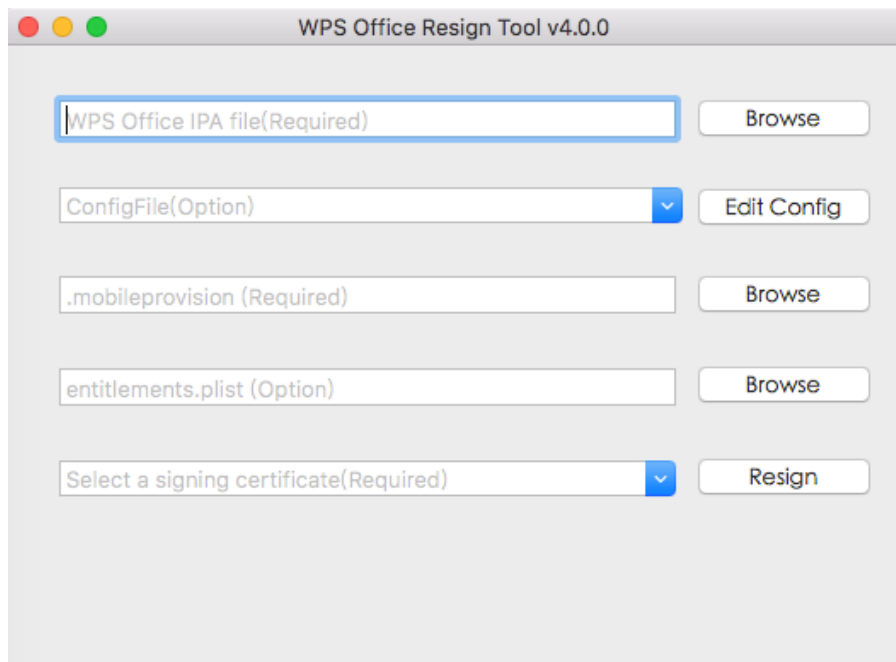 WPS Office Resign Tool v4.0.0
WPS Office IPA file(Required)
Browse
ConfigFile(Option)
Edit Config
.mobileprovision (Required)
Browse
entitlements.plist (Option)
Browse
Select a signing certificate(Required)
Resign